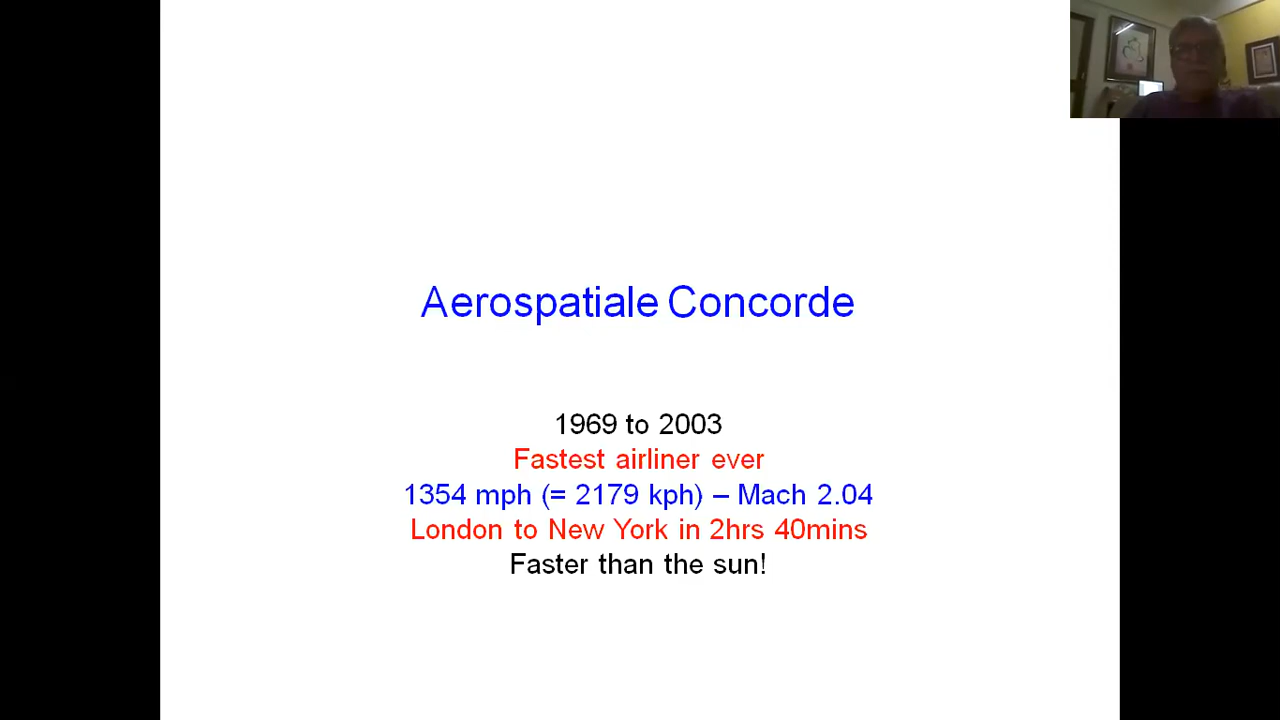 Aerospatiale Concorde
1969 to 2003
Fastest airliner ever
1354 mph (= 2179 kph) – Mach 2.04
London to New York in 2hrs 40mins
Faster than the sun!